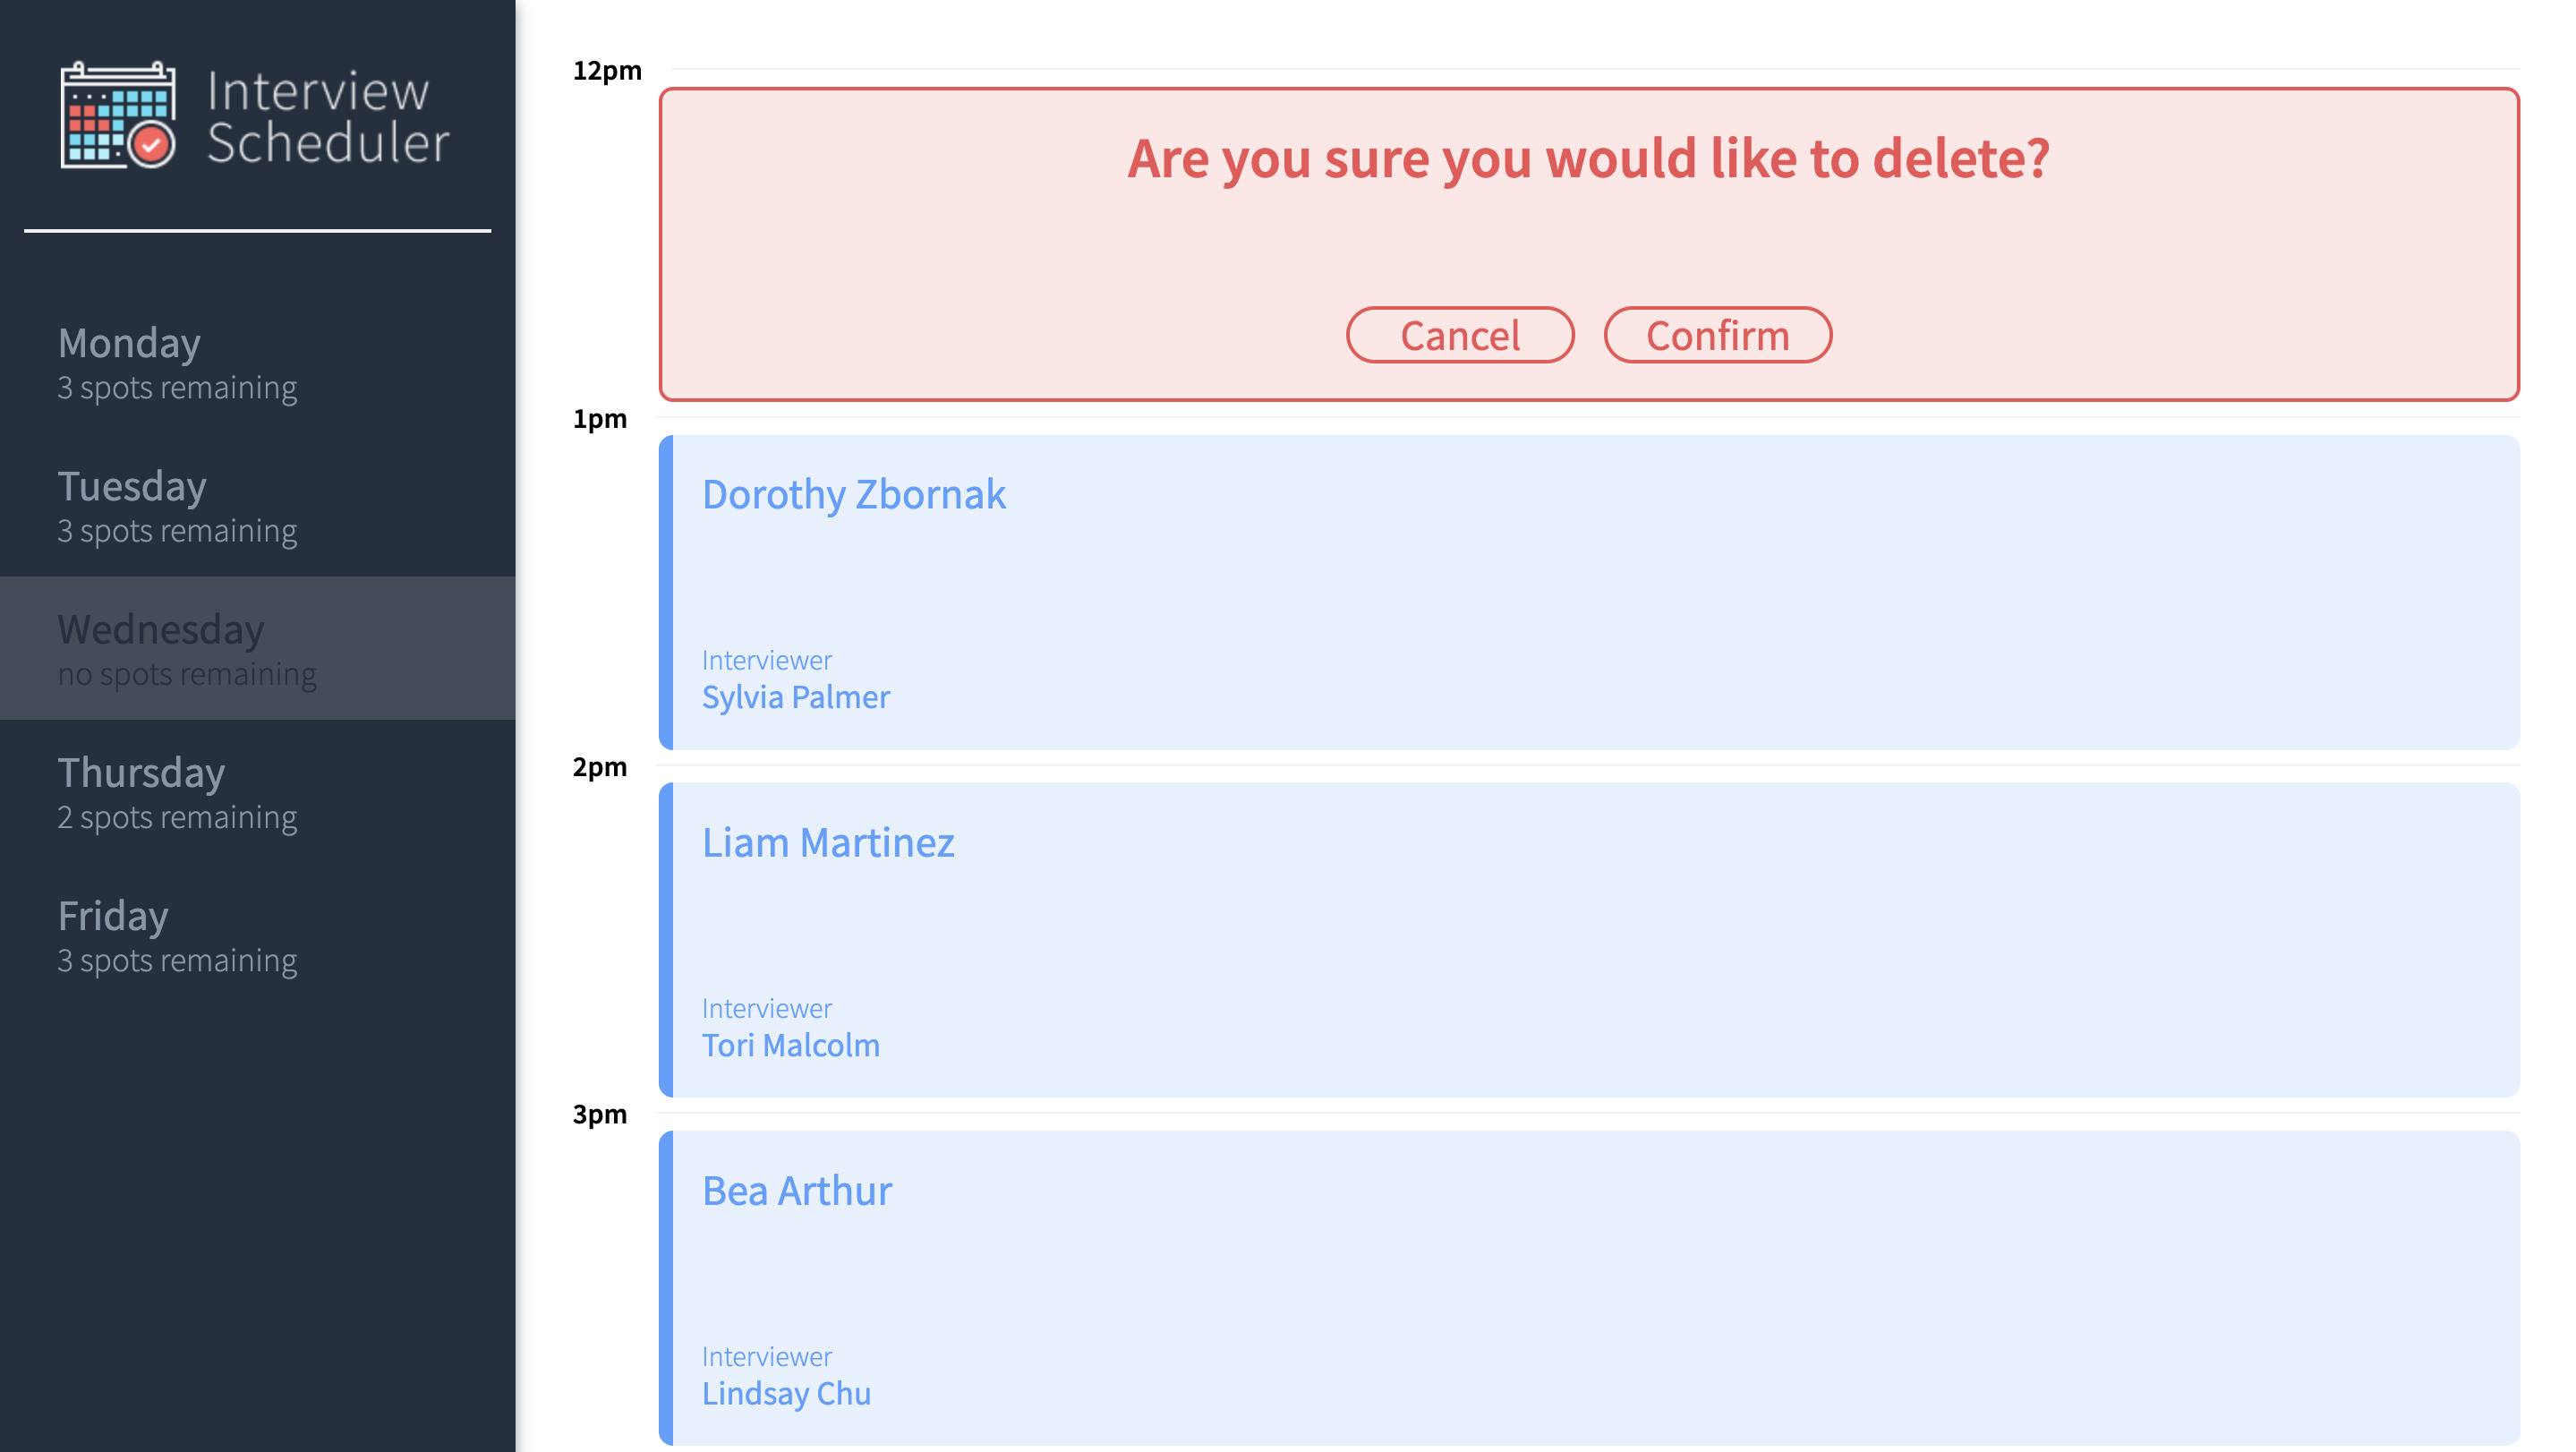 Interview
Scheduler
Monday
3 spots remaining
Tuesday
3 spots remaining
Wednesday
no spots remaining
Thursday
2 spots remaining
Friday
3 spots remaining
12pm
Are you sure you would like to delete?
Cancel Confirm
1pm
Dorothy Zbornak
Interviewer
Sylvia Palmer
2pm
Liam Martinez
Interviewer
Tori Malcolm
3pm
Bea Arthur
Interviewer
Lindsay Chu